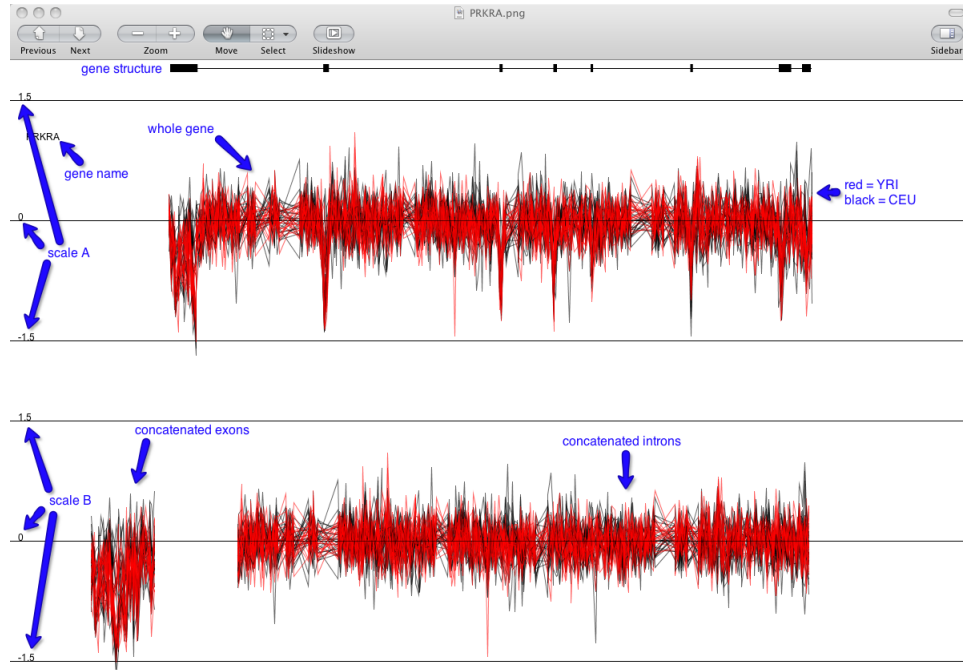 PRKRA.png
Previous Next Zoom Move Select Slideshow Sidebar
gene structure
1.5
whole gene
PRKRA
gene name
red = YRI
black = CEU
0
scale A
-1.5
1.5
concatenated exons
concatenated introns
scale B
0
-1.5